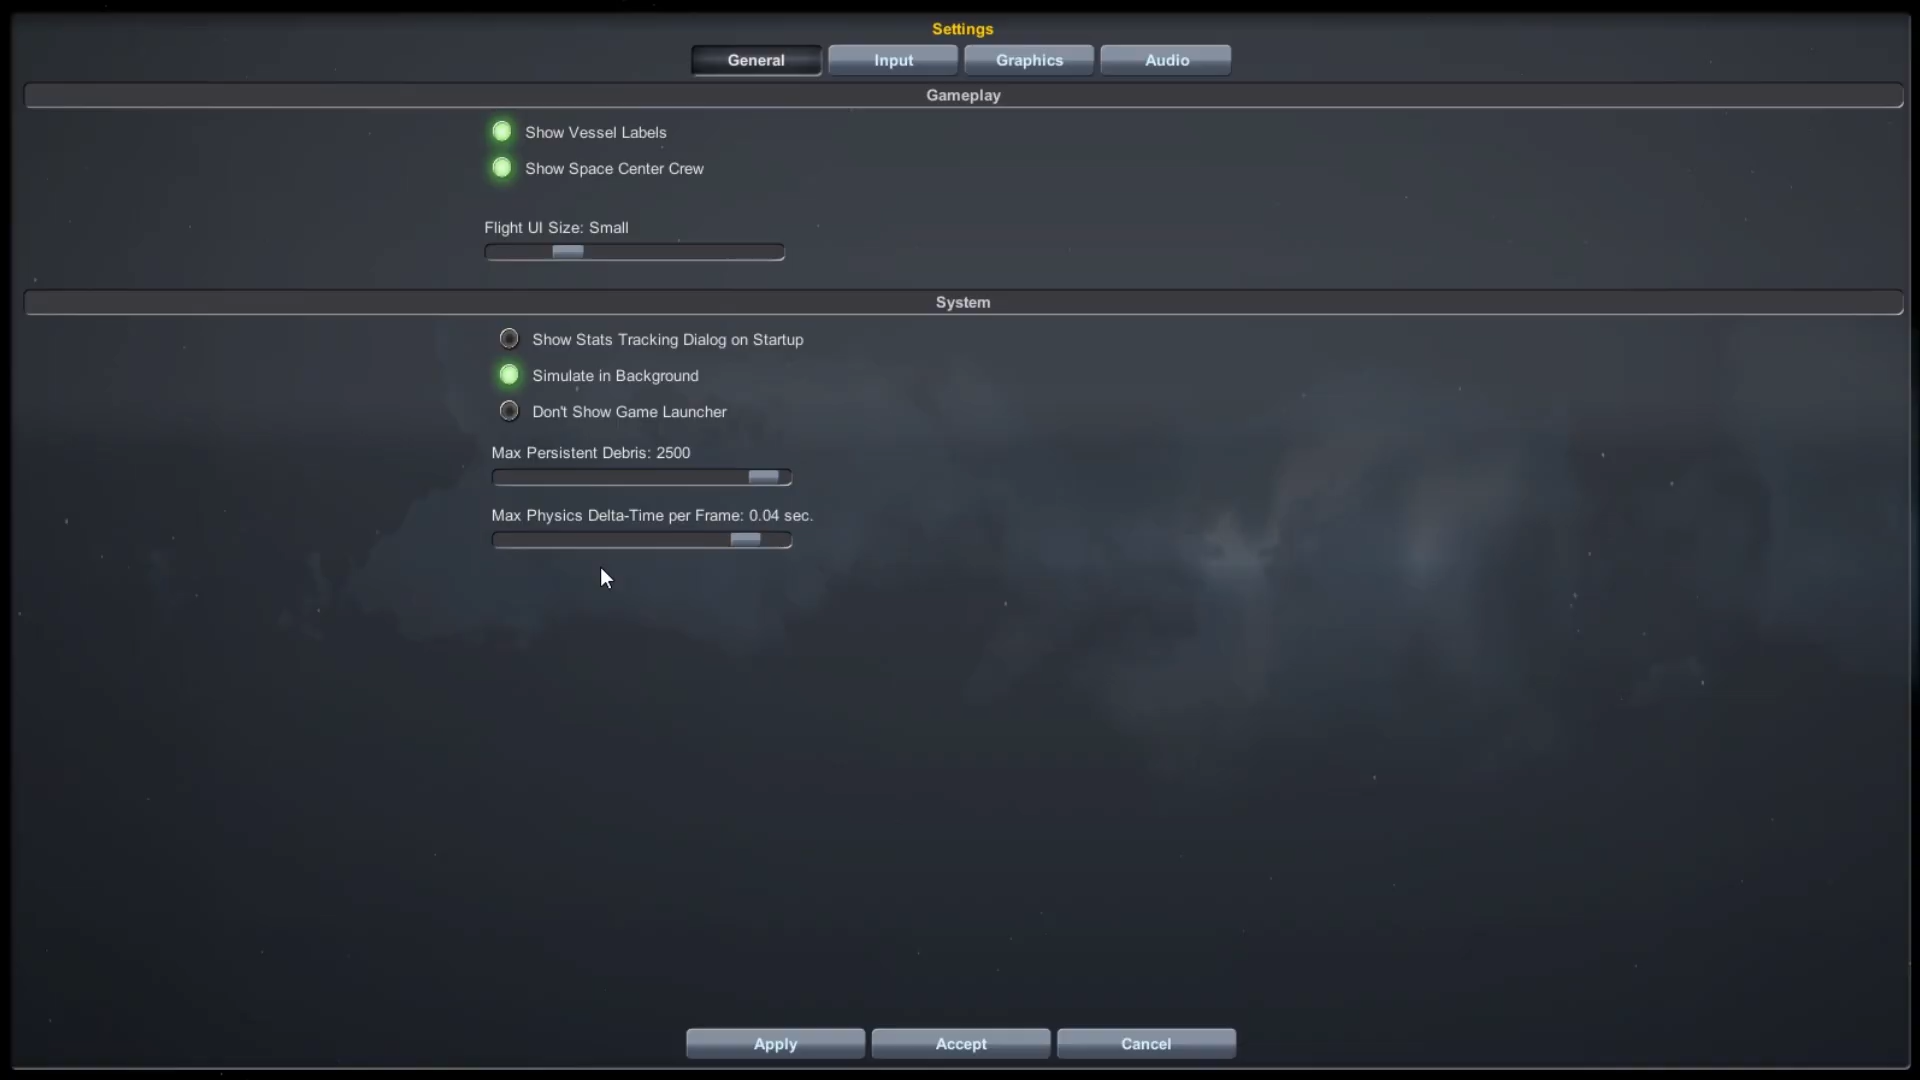 Settings
General
Input
Graphics
Audio
Gameplay
Show Vessel Labels
Show Space Center Crew
Flight UI Size: Small
System
Show Stats Tracking Dialog on Startup
Simulate in Background
Don't Show Game Launcher
Max Persistent Debris: 2500
Max Physics Delta-Time per Frame: 0.04 sec.
Apply
Accept
Cancel